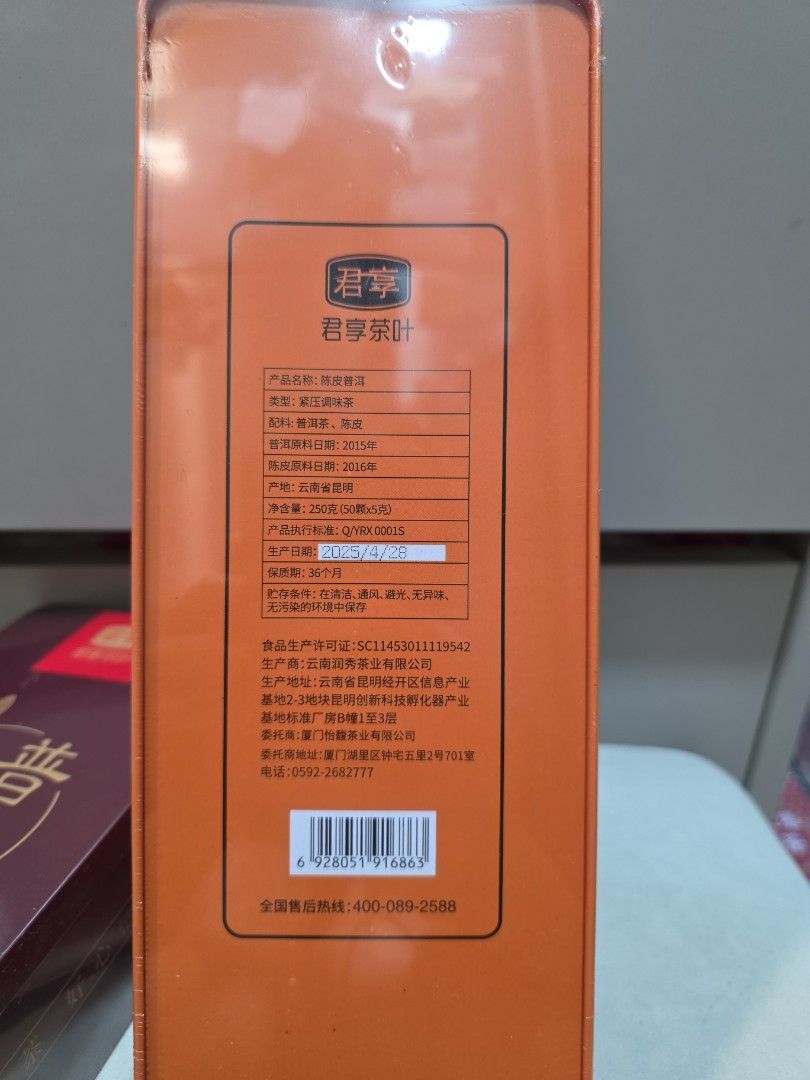 君享
君享茶叶
产品名称：陈皮普洱
类型：紧压调味茶
配料：普洱茶、陈皮
普洱原料日期：2015年
陈皮原料日期：2016年
产地：云南省昆明
净含量：250克(50颗x5克)
产品执行标准：Q/YRX 0001S
生产日期：2025/4/28
保质期：36个月
贮存条件：在清洁、通风、避光、无异味、
无污染的环境中保存
食品生产许可证：SC11453011119542
生产商：云南润秀茶业有限公司
生产地址：云南省昆明经开区信息产业
基地2-3地块昆明创新科技孵化器产业
基地标准厂房B幢1至3层
委托商：厦门怡馥茶业有限公司
委托商地址：厦门湖里区钟宅五里2号701室
电话：0592-2682777
6 928051 916863
全国售后热线：400-089-2588
普
好 心
茶